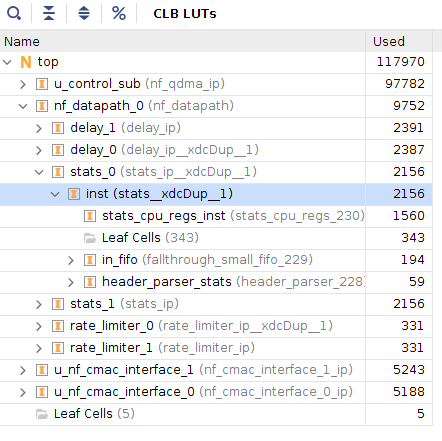 CLB LUTs
Name Used
N top 117970
u_control_sub (nf_qdma_ip) 97782
nf_datapath_0 (nf_datapath) 9752
delay_1 (delay_ip) 2391
delay_0 (delay_ip__xdcDup__1) 2387
stats_0 (stats_ip__xdcDup__1) 2156
inst (stats__xdcDup__1) 2156
stats_cpu_regs_inst (stats_cpu_regs_230) 1560
Leaf Cells (343) 343
in_fifo (fallthrough_small_fifo_229) 194
header_parser_stats (header_parser_228) 59
stats_1 (stats_ip) 2156
rate_limiter_0 (rate_limiter_ip__xdcDup__1) 331
rate_limiter_1 (rate_limiter_ip) 331
u_nf_cmac_interface_1 (nf_cmac_interface_1_ip) 5243
u_nf_cmac_interface_0 (nf_cmac_interface_0_ip) 5188
Leaf Cells (5) 5